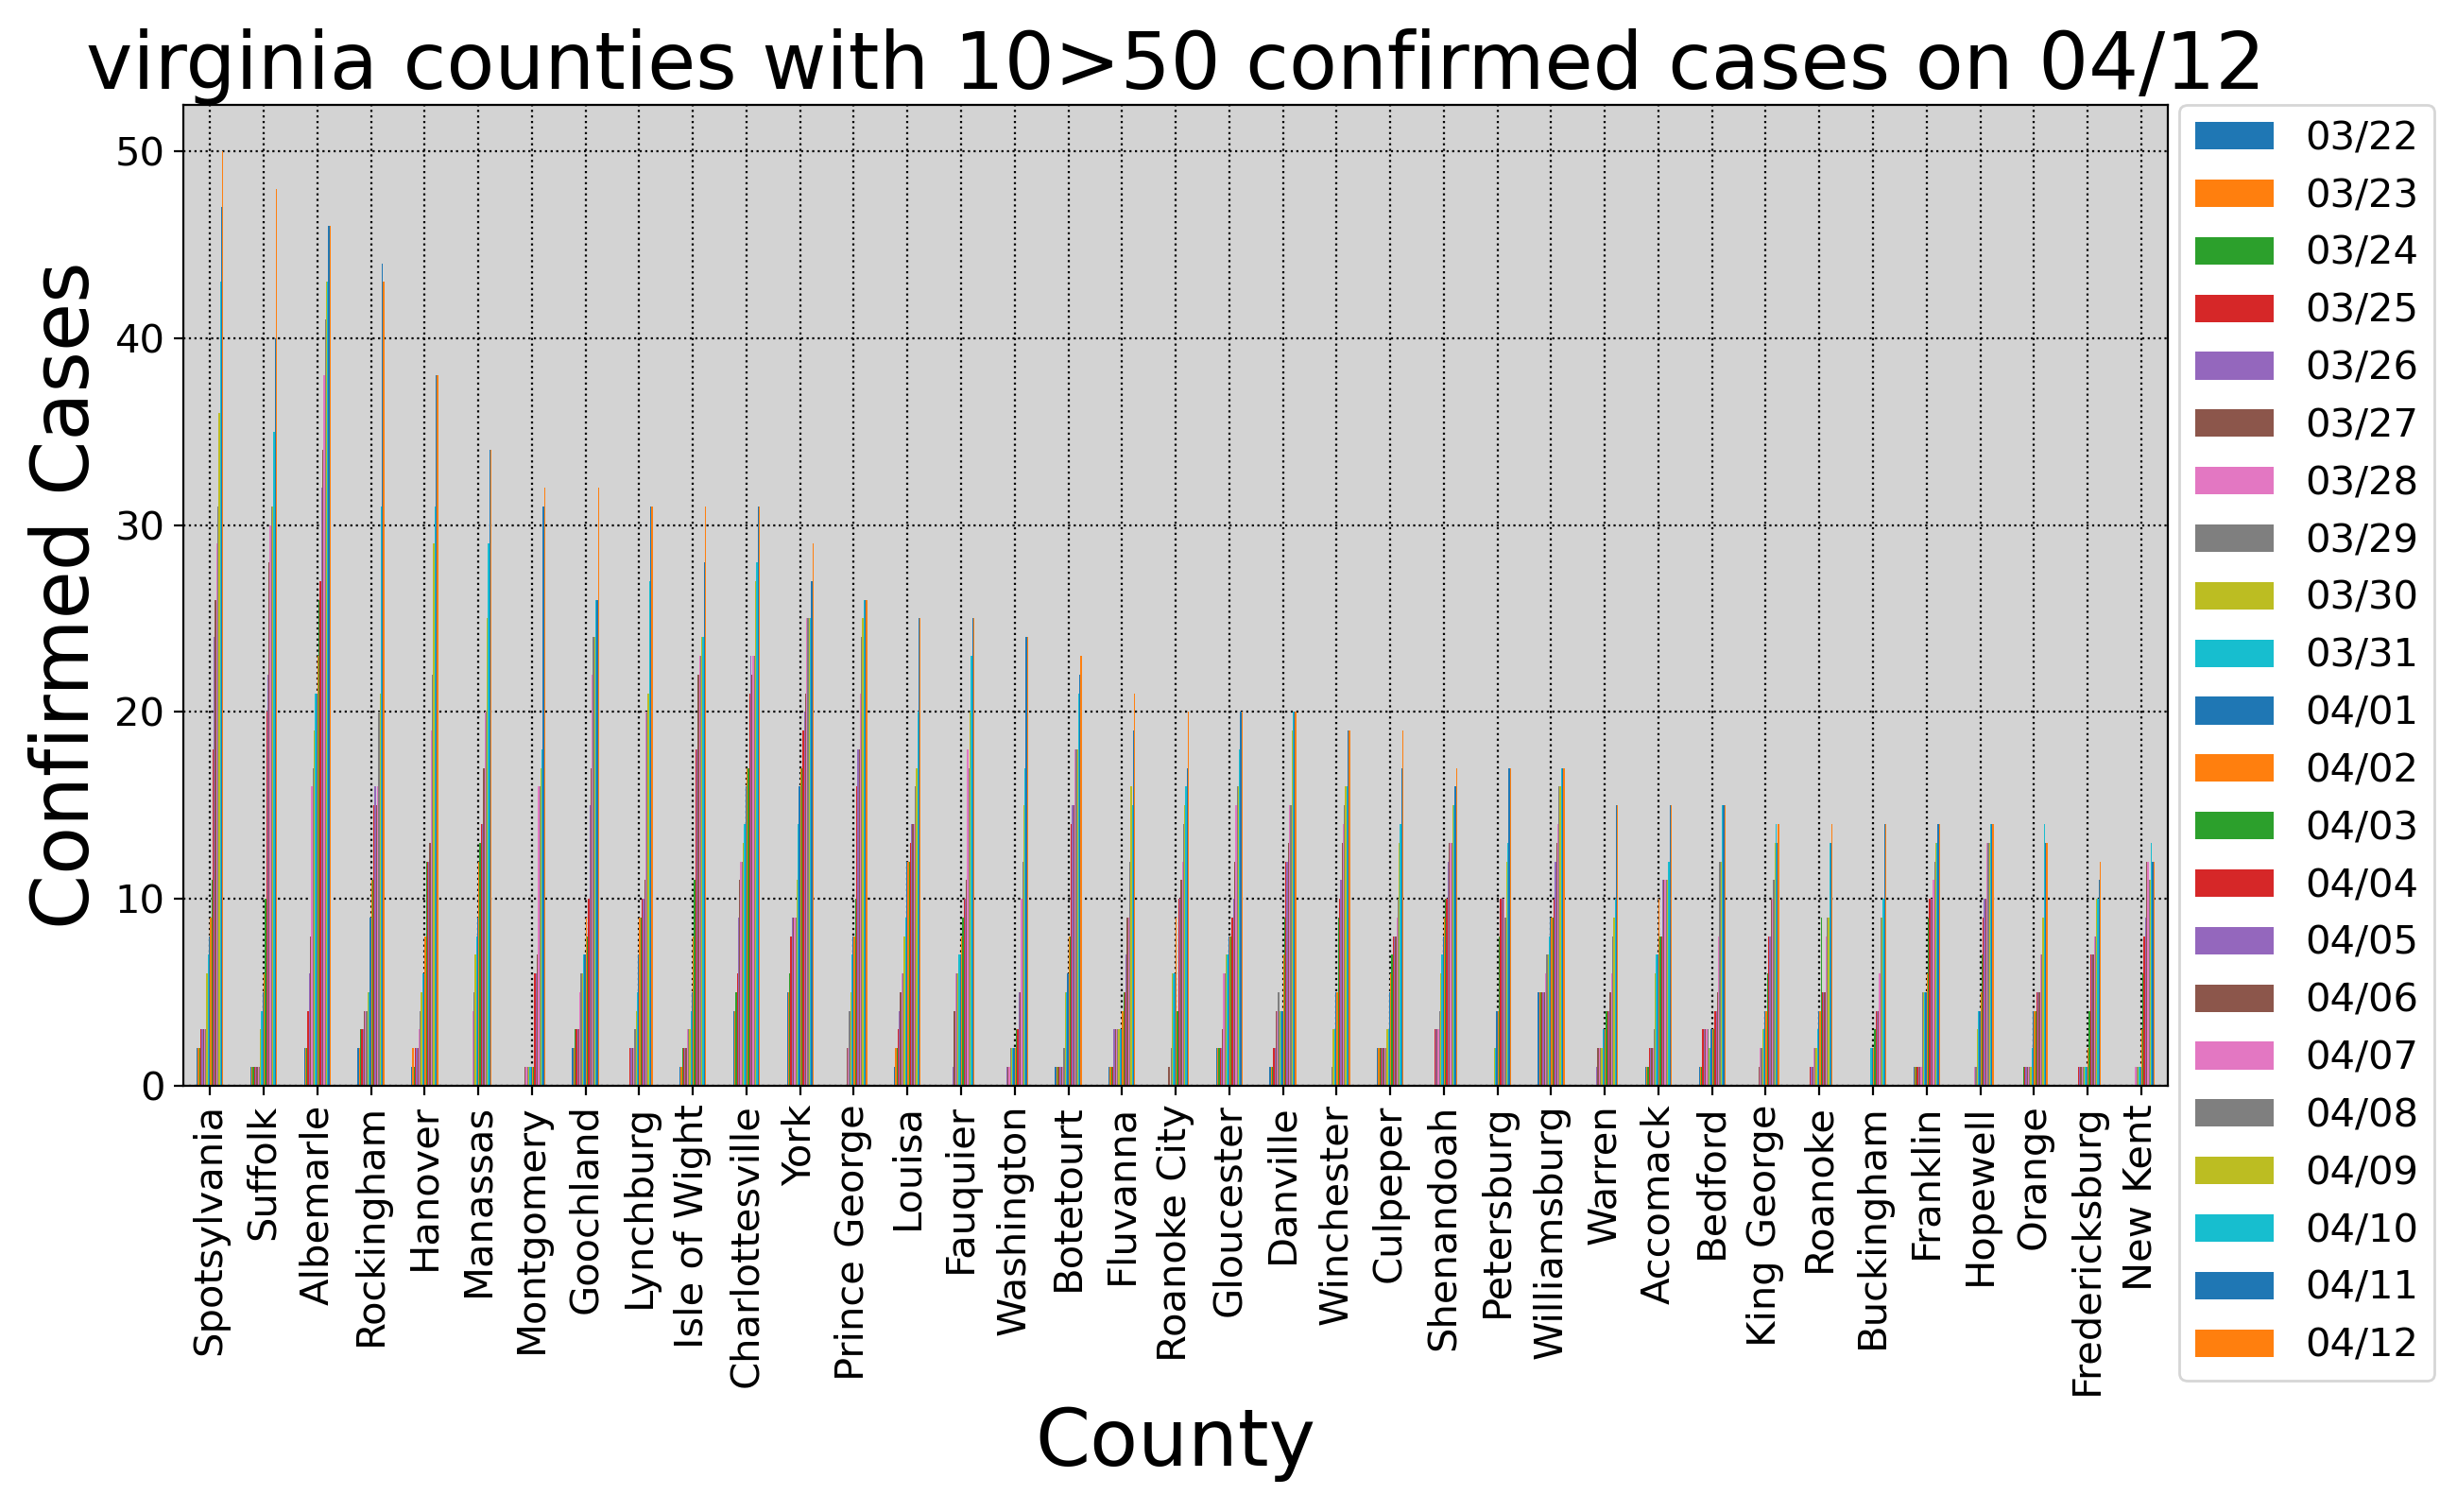 virginia counties with 10>50 confirmed cases on 04/12
Confirmed Cases
50
40
30
20
10
0
Spotsylvania
Suffolk
Albemarle
Rockingham
Hanover
Manassas
Montgomery
Goochland
Lynchburg
Isle of Wight
Charlottesville
York
Prince George
Louisa
Fauquier
Washington
Botetourt
Fluvanna
Roanoke City
Gloucester
Danville
Winchester
Culpeper
Shenandoah
Petersburg
Williamsburg
Warren
Accomack
Bedford
King George
Roanoke
Buckingham
Franklin
Hopewell
Orange
Fredericksburg
New Kent
County
03/22
03/23
03/24
03/25
03/26
03/27
03/28
03/29
03/30
03/31
04/01
04/02
04/03
04/04
04/05
04/06
04/07
04/08
04/09
04/10
04/11
04/12